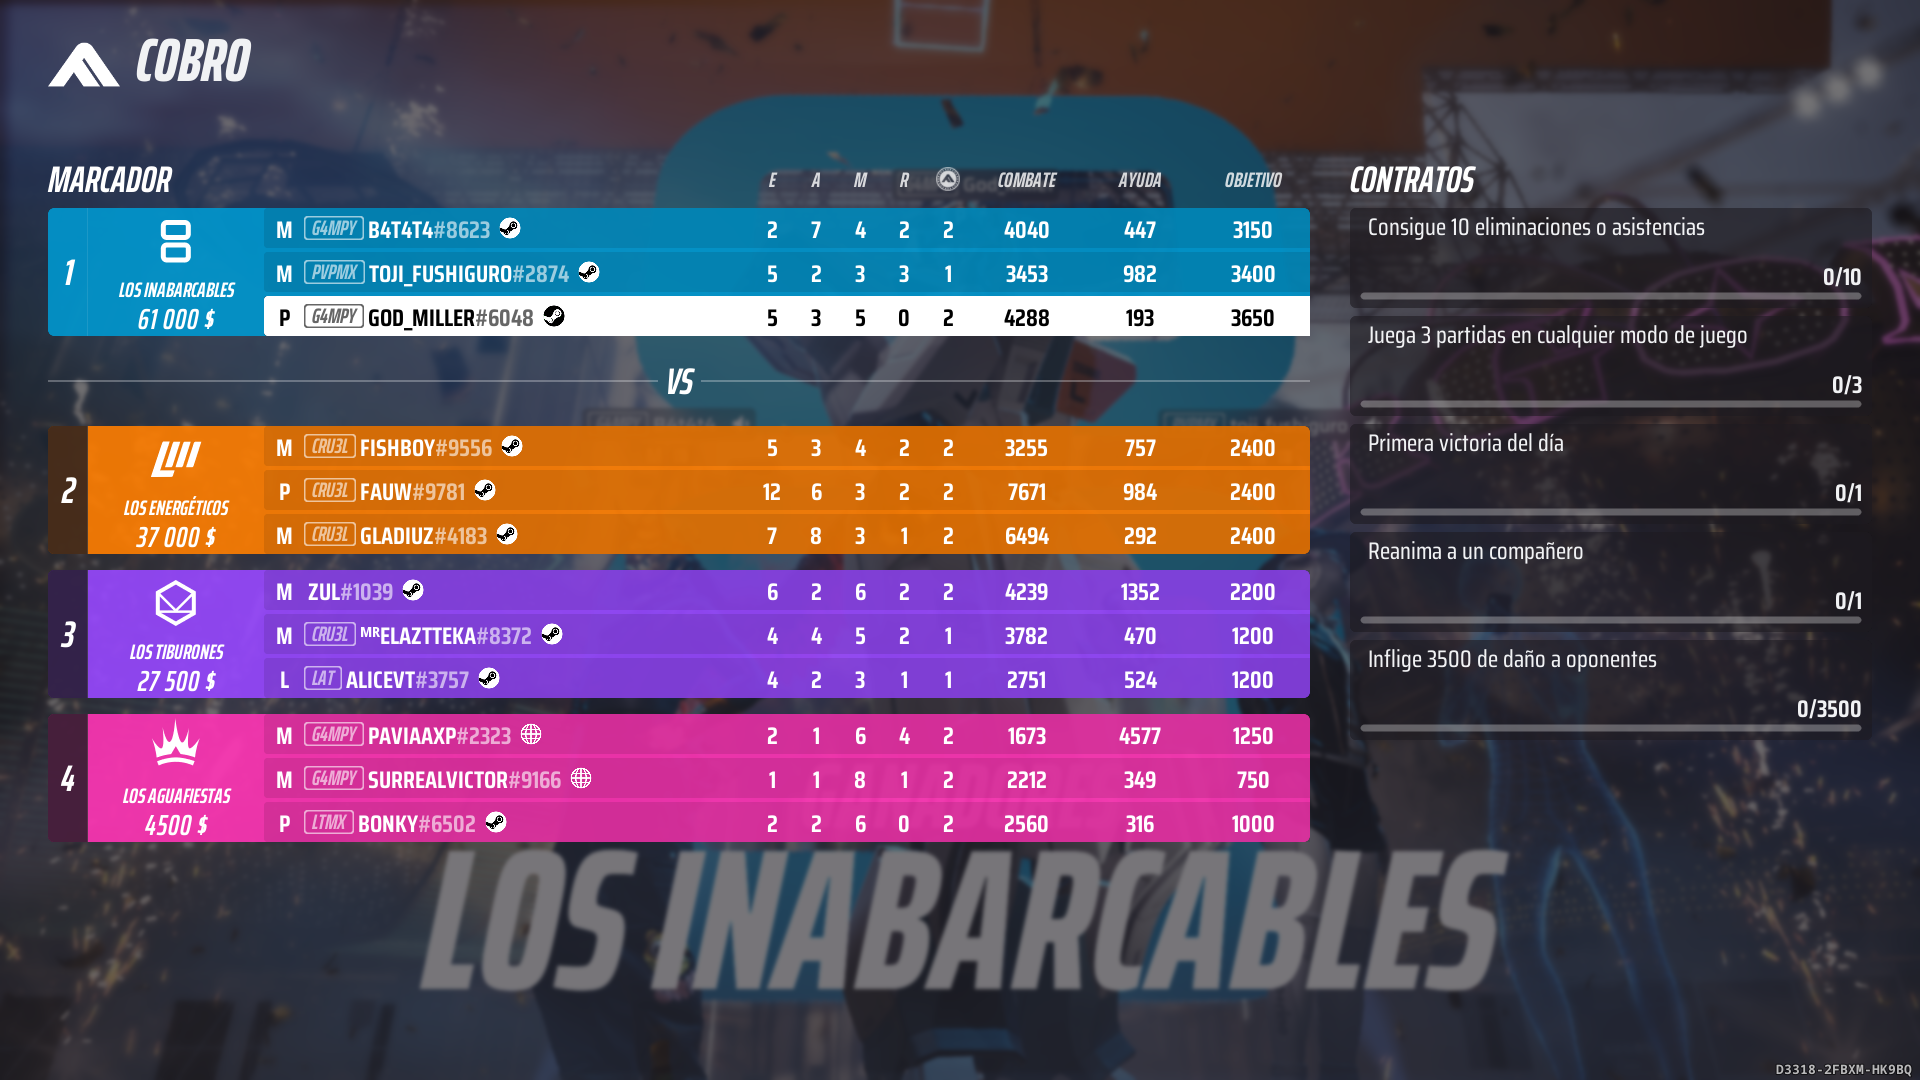 COBRO
MARCADOR E A M R COMBATE AYUDA OBJETIVO
1 LOS INABARCABLES 61 000 $
M G4MPY B4T4T4#8623 2 7 4 2 2 4040 447 3150
M PVPMX TOJI_FUSHIGURO#2874 5 2 3 3 1 3453 982 3400
P G4MPY GOD_MILLER#6048 5 3 5 0 2 4288 193 3650
VS
2 LOS ENERGÉTICOS 37 000 $
M CRU3L FISHBOY#9556 5 3 4 2 2 3255 757 2400
P CRU3L FAUW#9781 12 6 3 2 2 7671 984 2400
M CRU3L GLADIUZ#4183 7 8 3 1 2 6494 292 2400
3 LOS TIBURONES 27 500 $
M ZUL#1039 6 2 6 2 2 4239 1352 2200
M CRU3L ᴹᴿELAZTTEKA#8372 4 4 5 2 1 3782 470 1200
L LAT ALICEVT#3757 4 2 3 1 1 2751 524 1200
4 LOS AGUAFIESTAS 4500 $
M G4MPY PAVIAAXP#2323 2 1 6 4 2 1673 4577 1250
M G4MPY SURREALVICTOR#9166 1 1 8 1 2 2212 349 750
P LTMX BONKY#6502 2 2 6 0 2 2560 316 1000
CONTRATOS
Consigue 10 eliminaciones o asistencias
0/10
Juega 3 partidas en cualquier modo de juego
0/3
Primera victoria del día
0/1
Reanima a un compañero
0/1
Inflige 3500 de daño a oponentes
0/3500
LOS INABARCABLES
D3318-2FBXM-HK9BQ